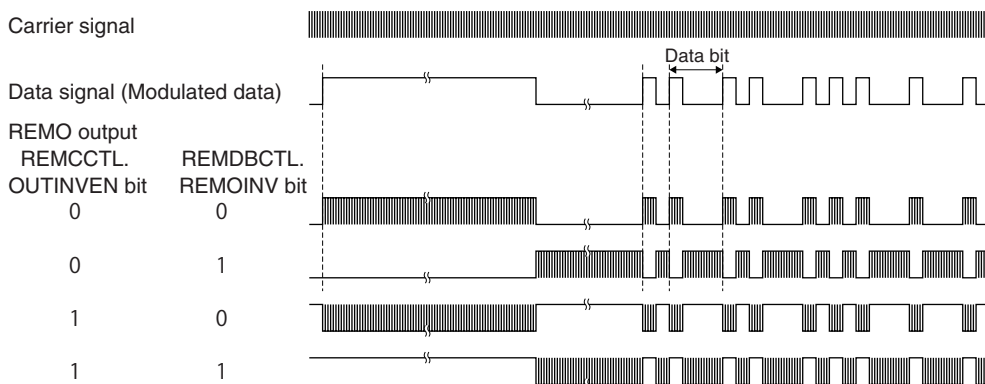 Carrier signal
Data bit
Data signal (Modulated data)
REMO output
REMCCTL. REMDBCTL.
OUTINVEN bit REMOINV bit
0 0
0 1
1 0
1 1